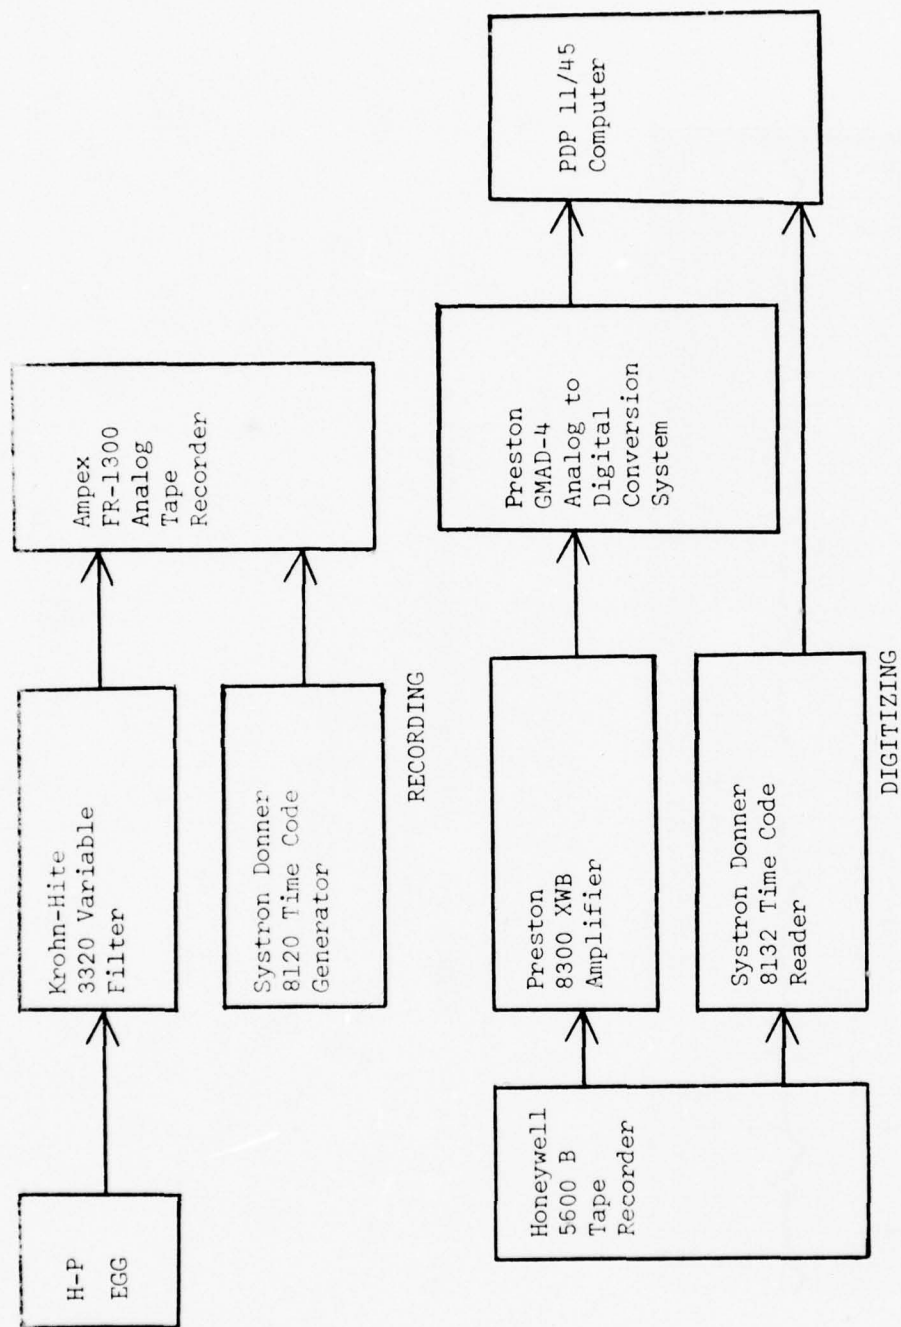 H-P
EGG
Krohn-Hite
3320 Variable
Filter
Systron Donner
8120 Time Code
Generator
Ampex
FR-1300
Analog
Tape
Recorder
RECORDING
Honeywell
5600 B
Tape
Recorder
Preston
8300 XWB
Amplifier
Systron Donner
8132 Time Code
Reader
Preston
GMAD-4
Analog to
Digital
Conversion
System
PDP 11/45
Computer
DIGITIZING